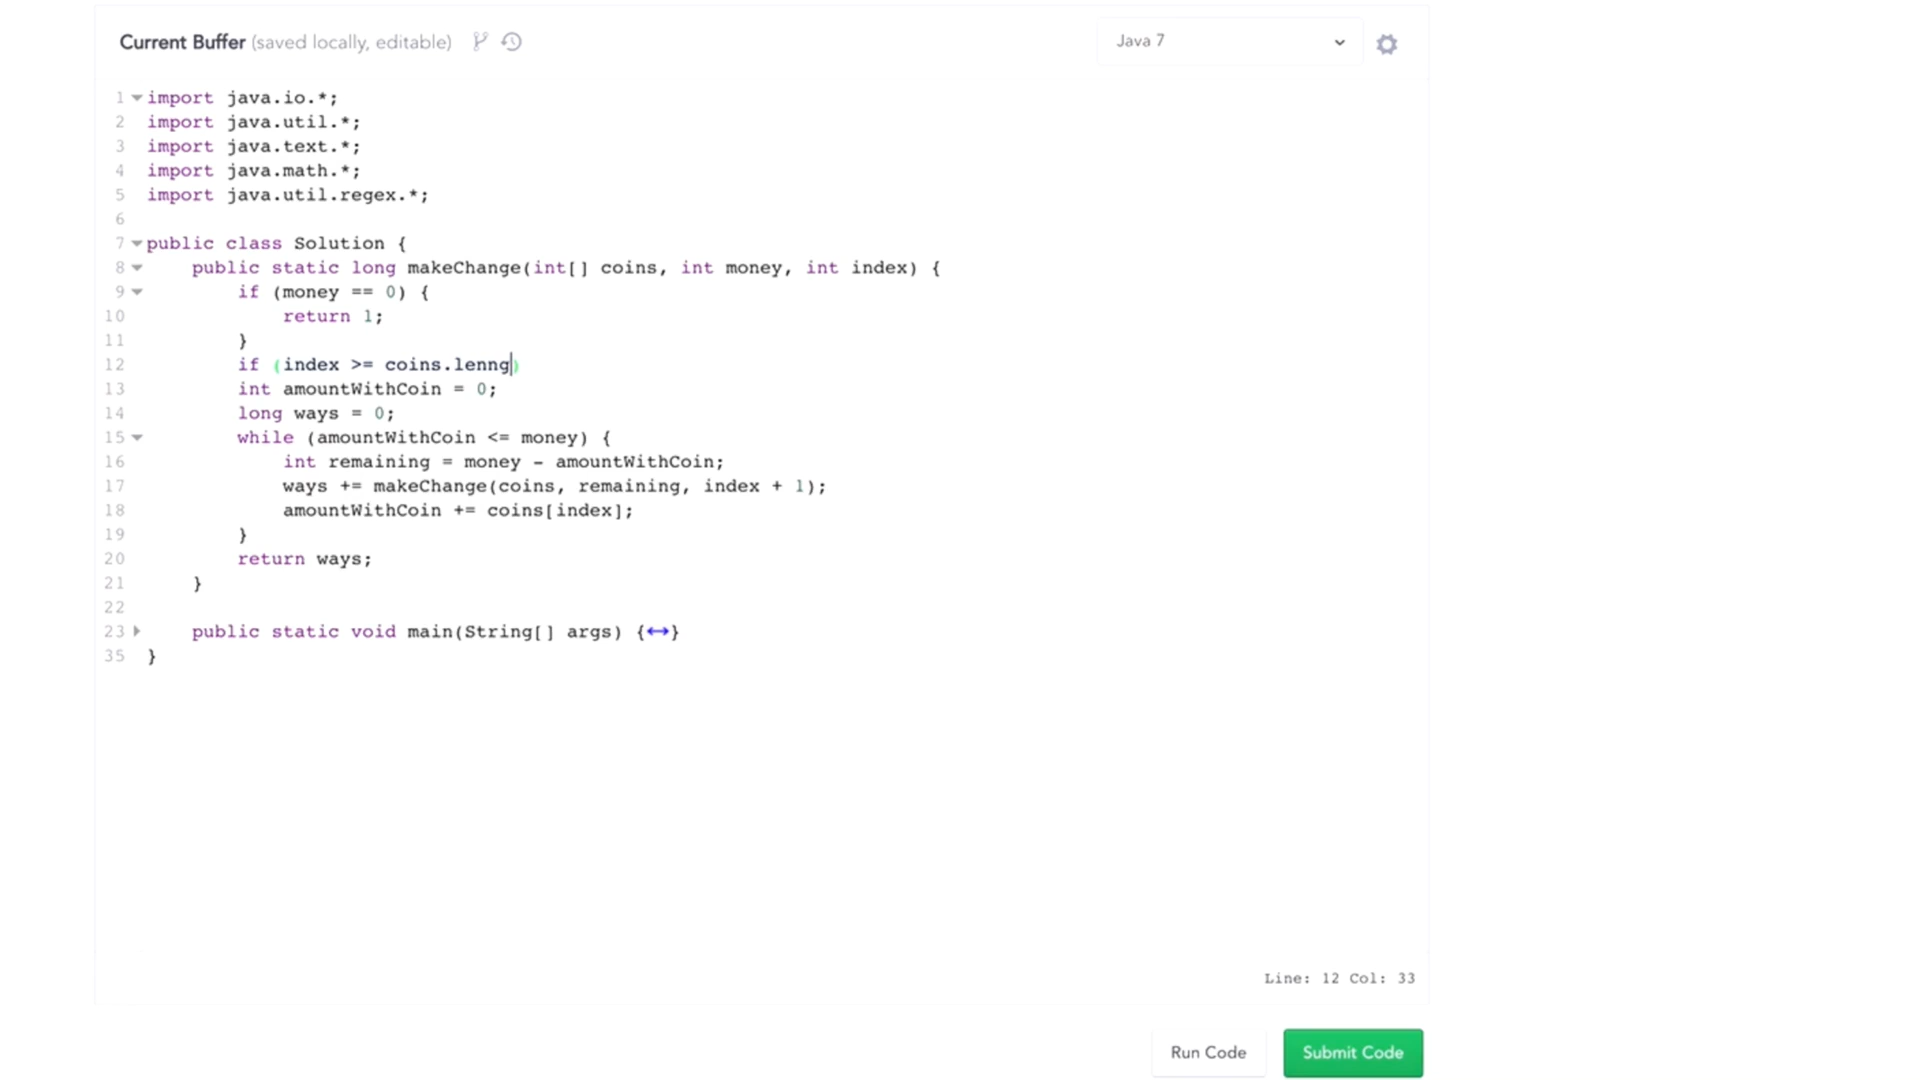 Current Buffer (saved locally, editable)
Java 7
1 import java.io.*;
2 import java.util.*;
3 import java.text.*;
4 import java.math.*;
5 import java.util.regex.*;
6
7 public class Solution {
8     public static long makeChange(int[] coins, int money, int index) {
9         if (money == 0) {
10             return 1;
11         }
12         if (index >= coins.lenng)
13         int amountWithCoin = 0;
14         long ways = 0;
15         while (amountWithCoin <= money) {
16             int remaining = money - amountWithCoin;
17             ways += makeChange(coins, remaining, index + 1);
18             amountWithCoin += coins[index];
19         }
20         return ways;
21     }
22
23     public static void main(String[] args) {↔}
35 }
Line: 12 Col: 33
Run Code
Submit Code